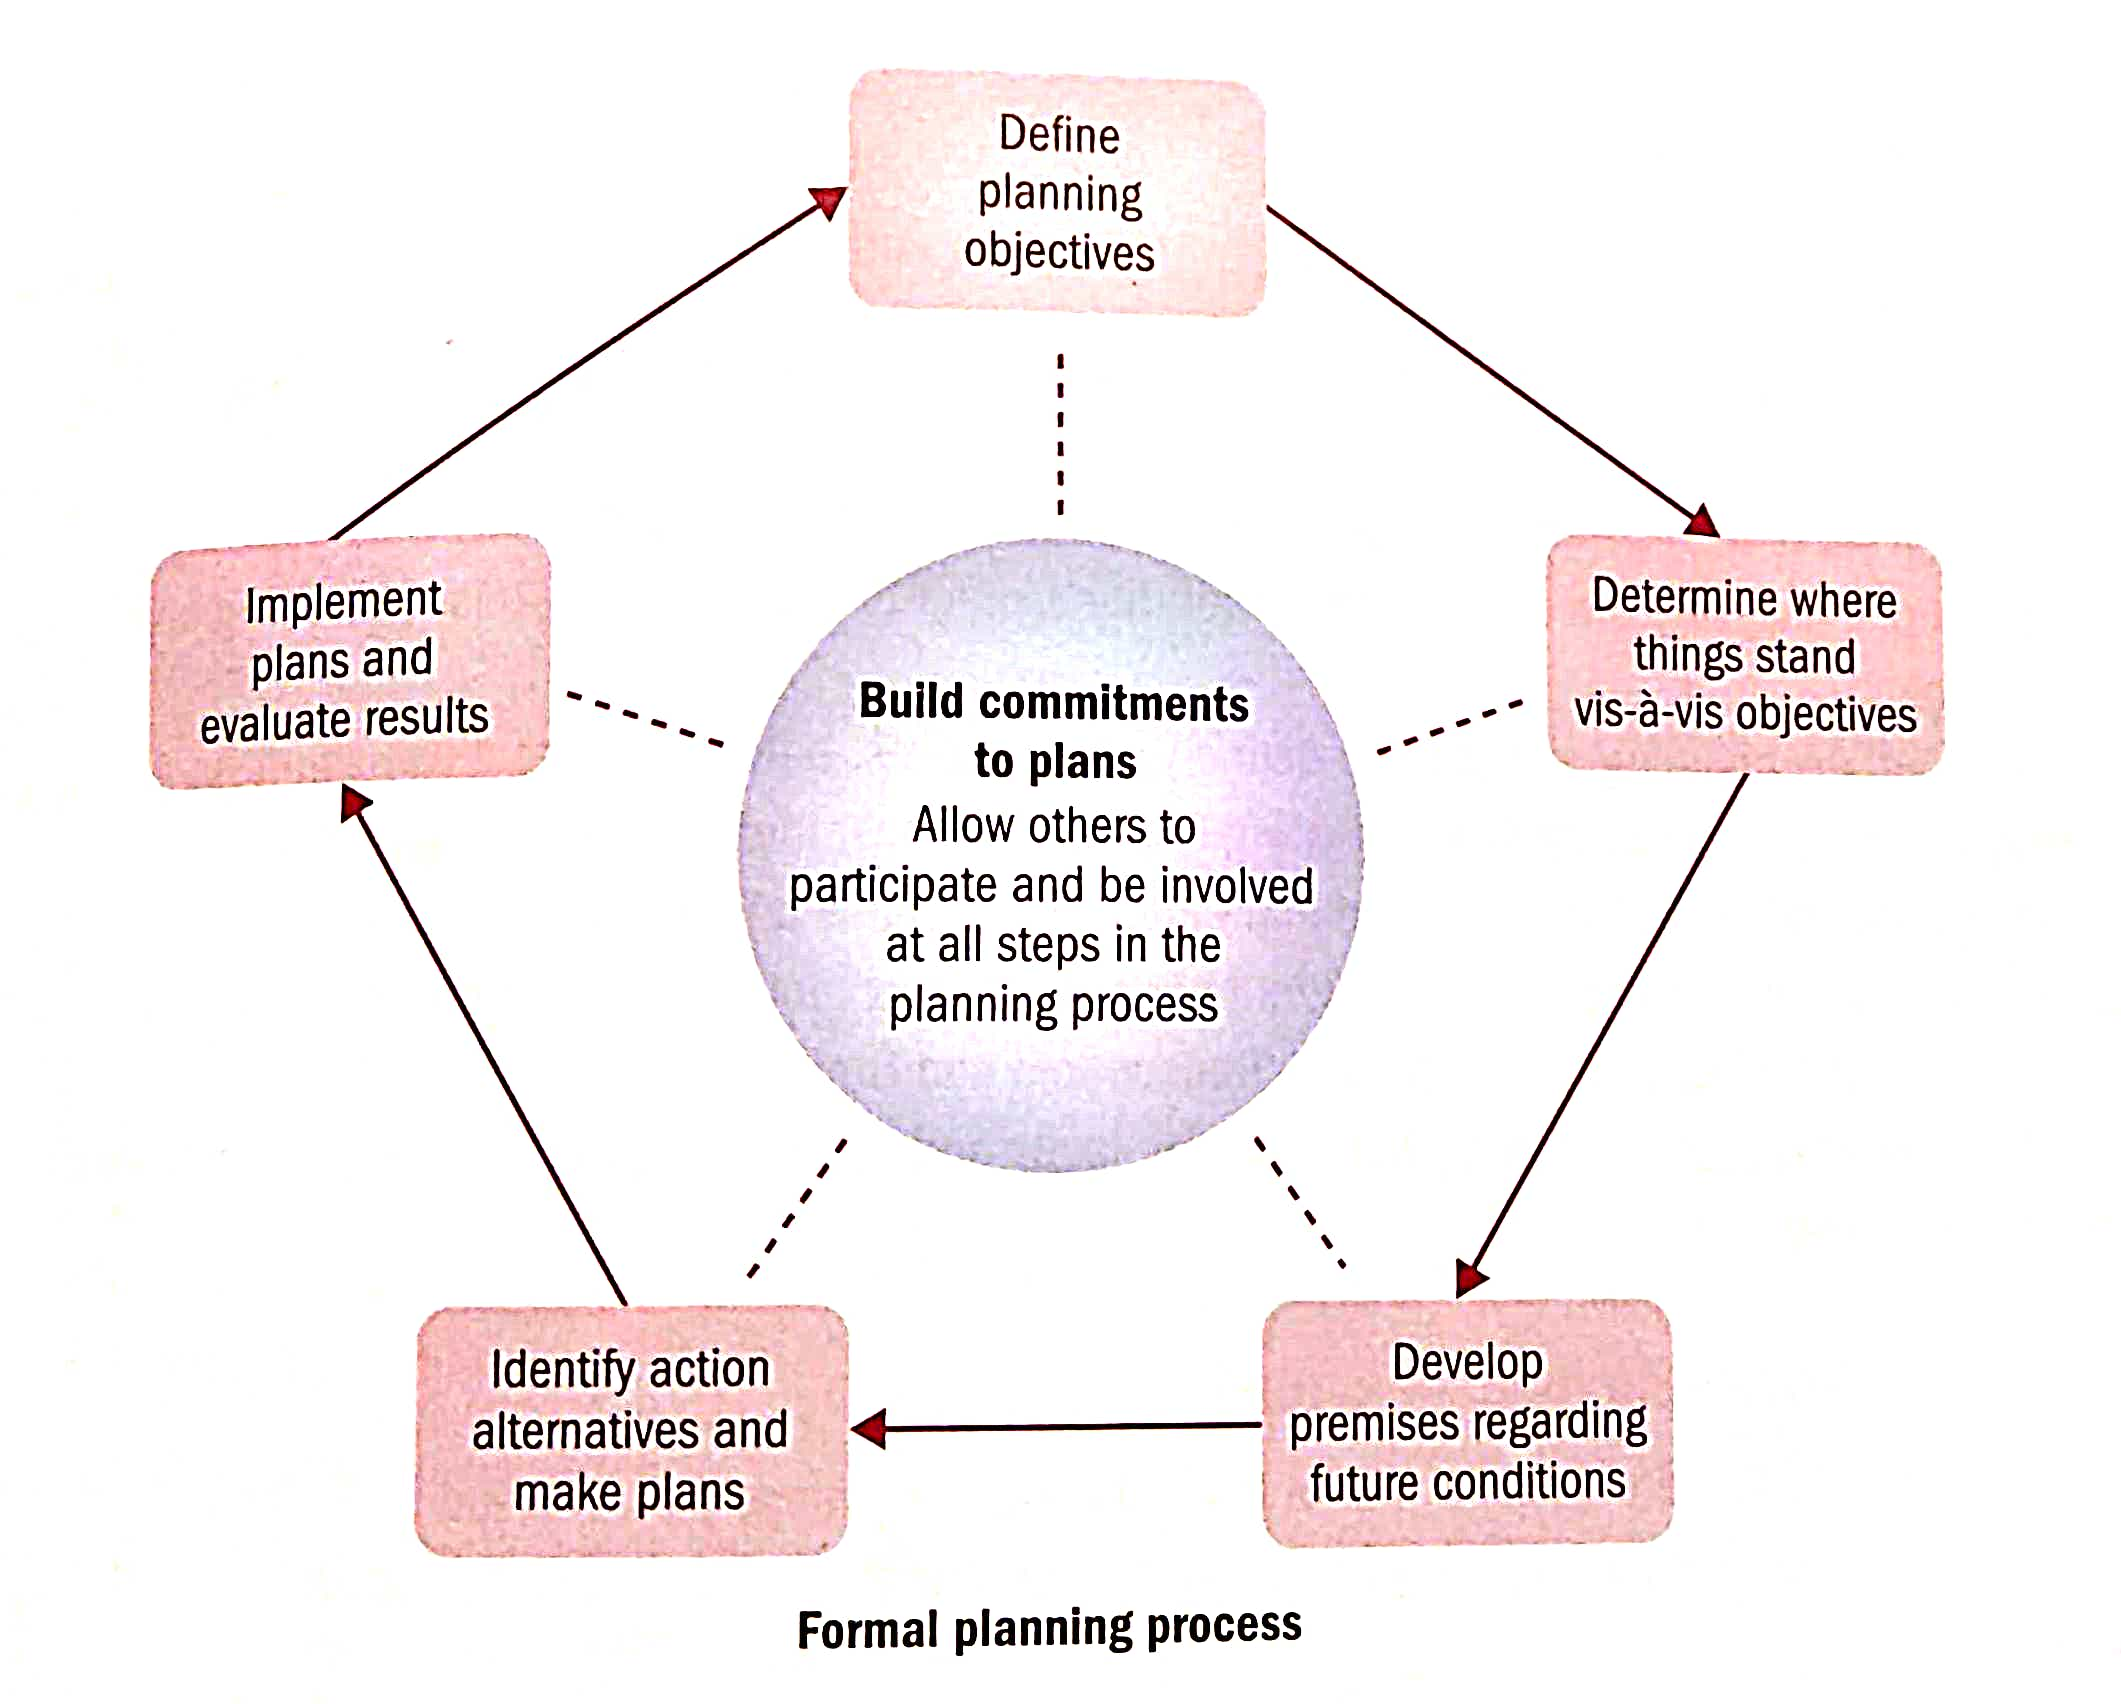 Define
planning
objectives
Determine where
things stand
vis-à-vis objectives
Develop
premises regarding
future conditions
Identify action
alternatives and
make plans
Implement
plans and
evaluate results
Build commitments
to plans
Allow others to
participate and be involved
at all steps in the
planning process
Formal planning process